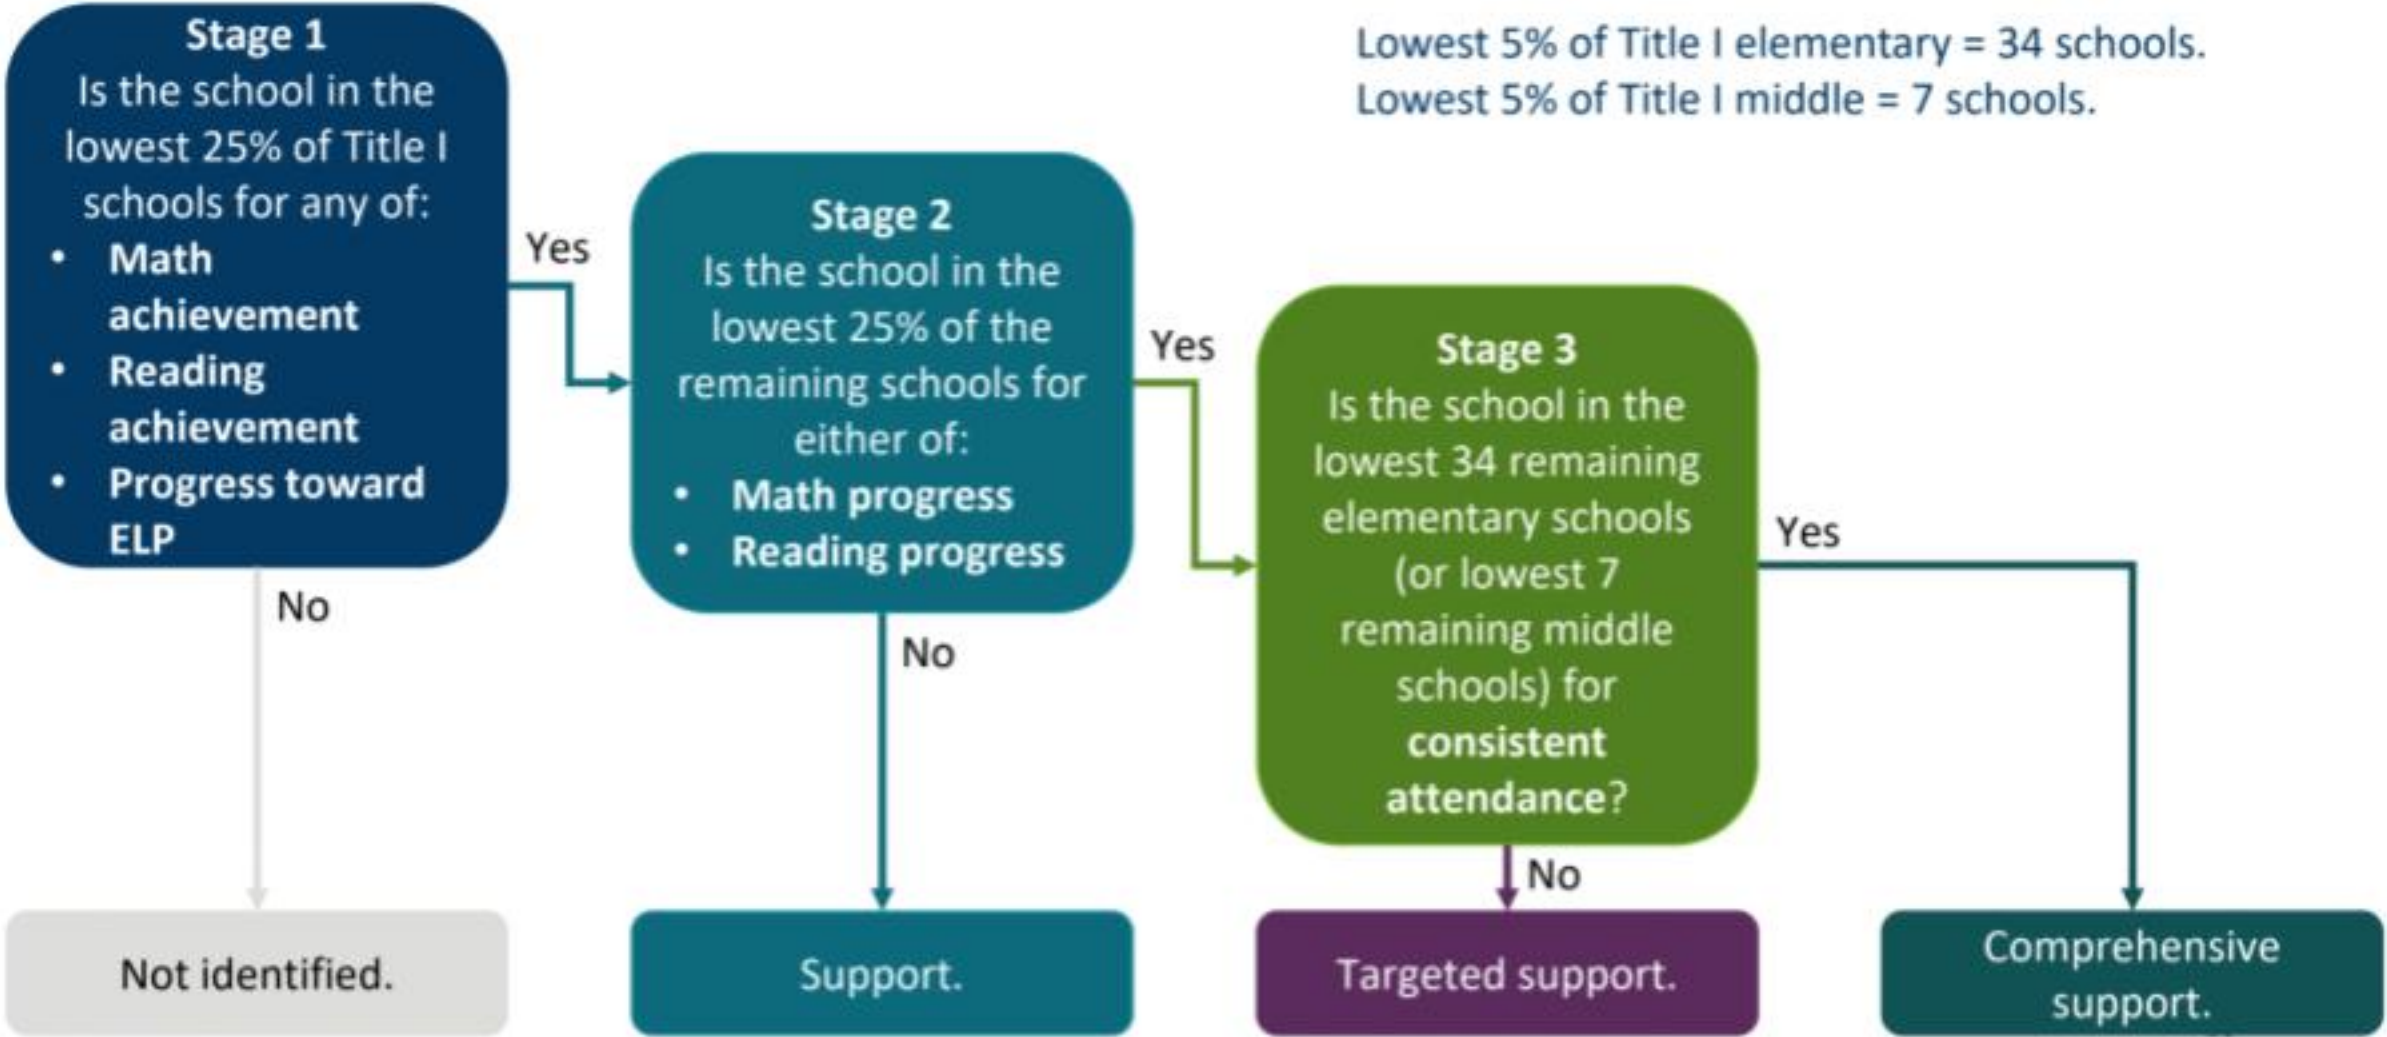 Stage 1
Is the school in the
lowest 25% of Title I
schools for any of:
• Math
achievement
• Reading
achievement
• Progress toward
ELP
Yes
No
Not identified.
Stage 2
Is the school in the
lowest 25% of the
remaining schools for
either of:
• Math progress
• Reading progress
Yes
No
Support.
Lowest 5% of Title I elementary = 34 schools.
Lowest 5% of Title I middle = 7 schools.
Stage 3
Is the school in the
lowest 34 remaining
elementary schools
(or lowest 7
remaining middle
schools) for
consistent
attendance?
Yes
No
Targeted support.
Comprehensive
support.